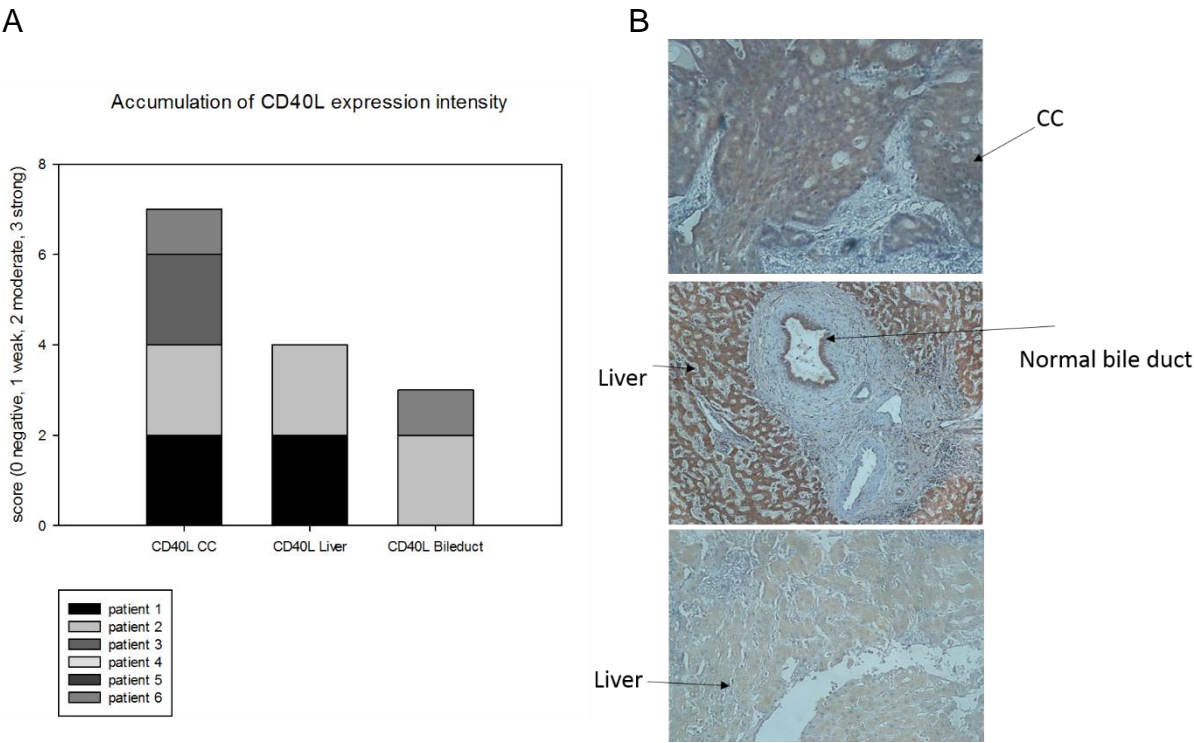 A
Accumulation of CD40L expression intensity
score (0 negative, 1 weak, 2 moderate, 3 strong)
8
6
4
2
0
CD40L CC
CD40L Liver
CD40L Bileduct
patient 1
patient 2
patient 3
patient 4
patient 5
patient 6
B
CC
Liver
Normal bile duct
Liver